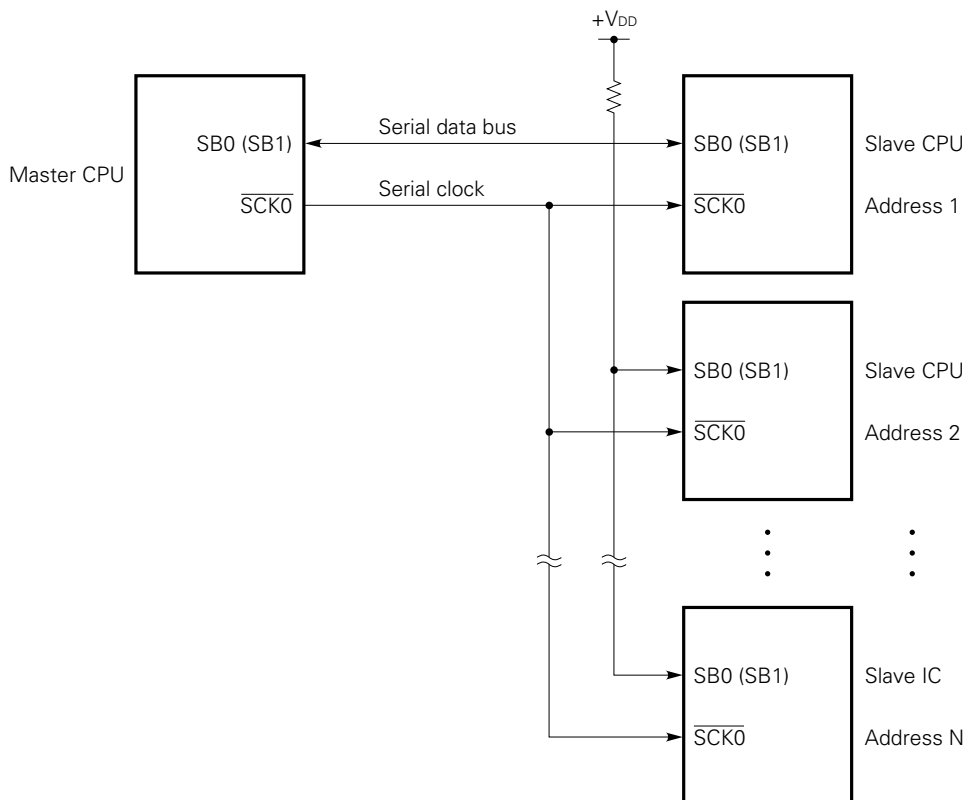 +VDD
Master CPU
SB0 (SB1)
SCK0
Serial data bus
Serial clock
SB0 (SB1)
SCK0
Slave CPU
Address 1
SB0 (SB1)
SCK0
Slave CPU
Address 2
SB0 (SB1)
SCK0
Slave IC
Address N